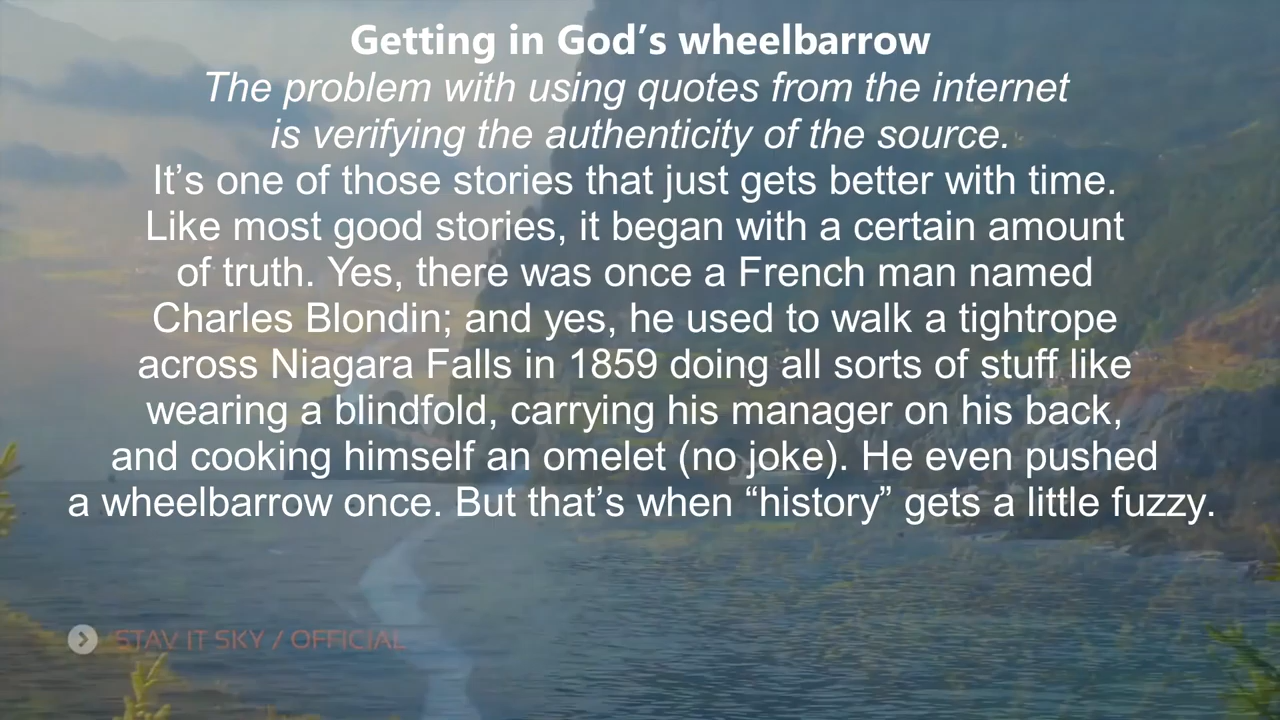 Getting in God’s wheelbarrow
The problem with using quotes from the internet
is verifying the authenticity of the source.
It’s one of those stories that just gets better with time.
Like most good stories, it began with a certain amount
of truth. Yes, there was once a French man named
Charles Blondin; and yes, he used to walk a tightrope
across Niagara Falls in 1859 doing all sorts of stuff like
wearing a blindfold, carrying his manager on his back,
and cooking himself an omelet (no joke). He even pushed
a wheelbarrow once. But that’s when “history” gets a little fuzzy.
STAV IT SKY / OFFICIAL